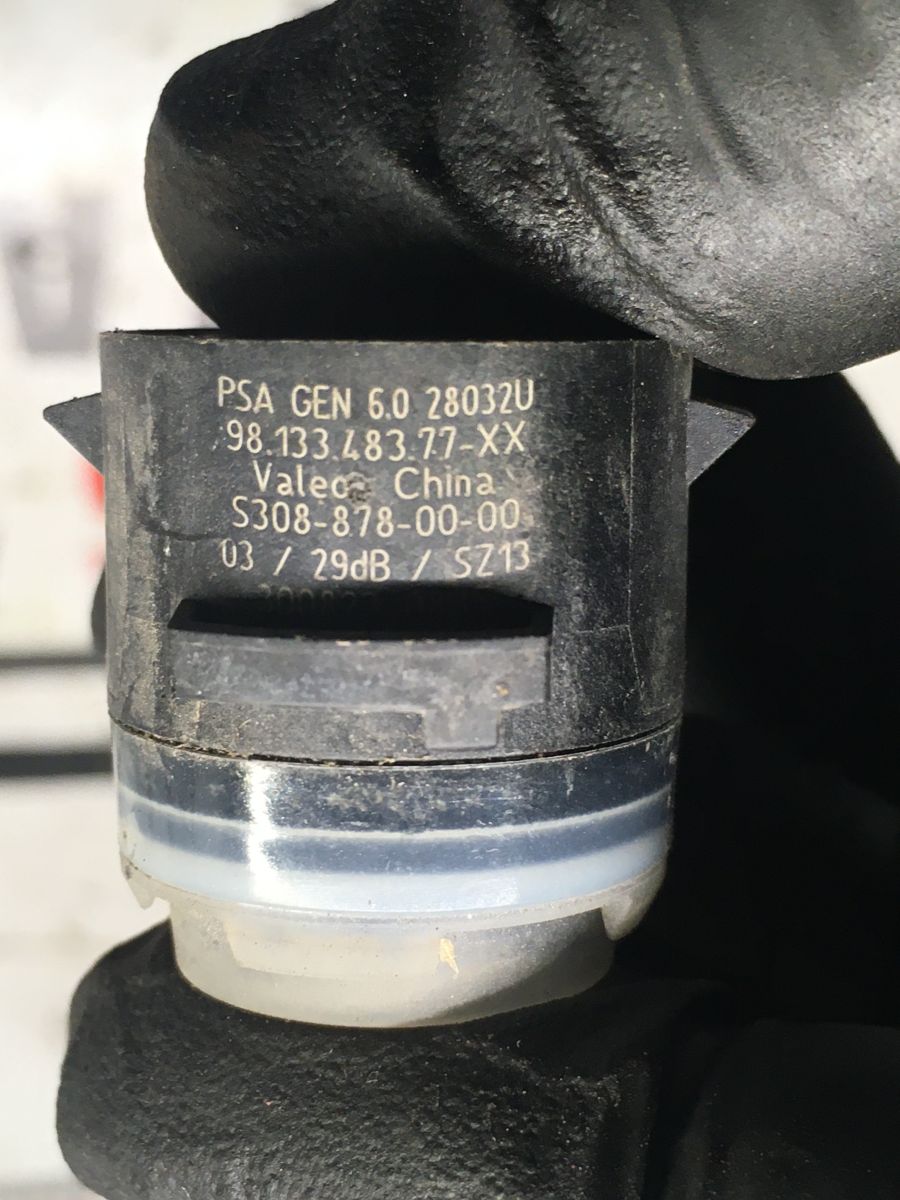 PSA GEN 6.0 28032U
98.133.483.77-XX
Valeo China
S308-878-00-00
03 / 29dB / SZ13